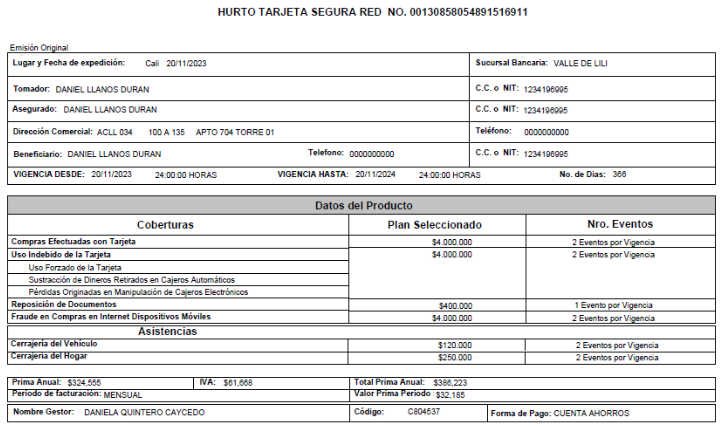 HURTO TARJETA SEGURA RED NO. 00130858054891516911
Emisión Original
Lugar y Fecha de expedición: Cali 20/11/2023 Sucursal Bancaria: VALLE DE LILI
Tomador: DANIEL LLANOS DURAN C.C. o NIT: 1234196995
Asegurado: DANIEL LLANOS DURAN C.C. o NIT: 1234196995
Dirección Comercial: ACLL 034 100 A 135 APTO 704 TORRE 01 Teléfono: 0000000000
Beneficiario: DANIEL LLANOS DURAN Telefono: 0000000000 C.C. o NIT: 1234196995
VIGENCIA DESDE: 20/11/2023 24:00:00 HORAS VIGENCIA HASTA: 20/11/2024 24:00:00 HORAS No. de Dias: 366
Datos del Producto
Coberturas Plan Seleccionado Nro. Eventos
Compras Efectuadas con Tarjeta $4.000.000 2 Eventos por Vigencia
Uso Indebido de la Tarjeta $4.000.000 2 Eventos por Vigencia
Uso Forzado de la Tarjeta
Sustracción de Dineros Retirados en Cajeros Automáticos
Pérdidas Originadas en Manipulación de Cajeros Electrónicos
Reposición de Documentos $400.000 1 Evento por Vigencia
Fraude en Compras en Internet Dispositivos Móviles $4.000.000 2 Eventos por Vigencia
Asistencias
Cerrajería del Vehículo $120.000 2 Eventos por Vigencia
Cerrajería del Hogar $250.000 2 Eventos por Vigencia
Prima Anual: $324,555 IVA: $61,668 Total Prima Anual: $386,223
Periodo de facturación: MENSUAL Valor Prima Periodo : $32,185
Nombre Gestor: DANIELA QUINTERO CAYCEDO Código: C804537 Forma de Pago: CUENTA AHORROS